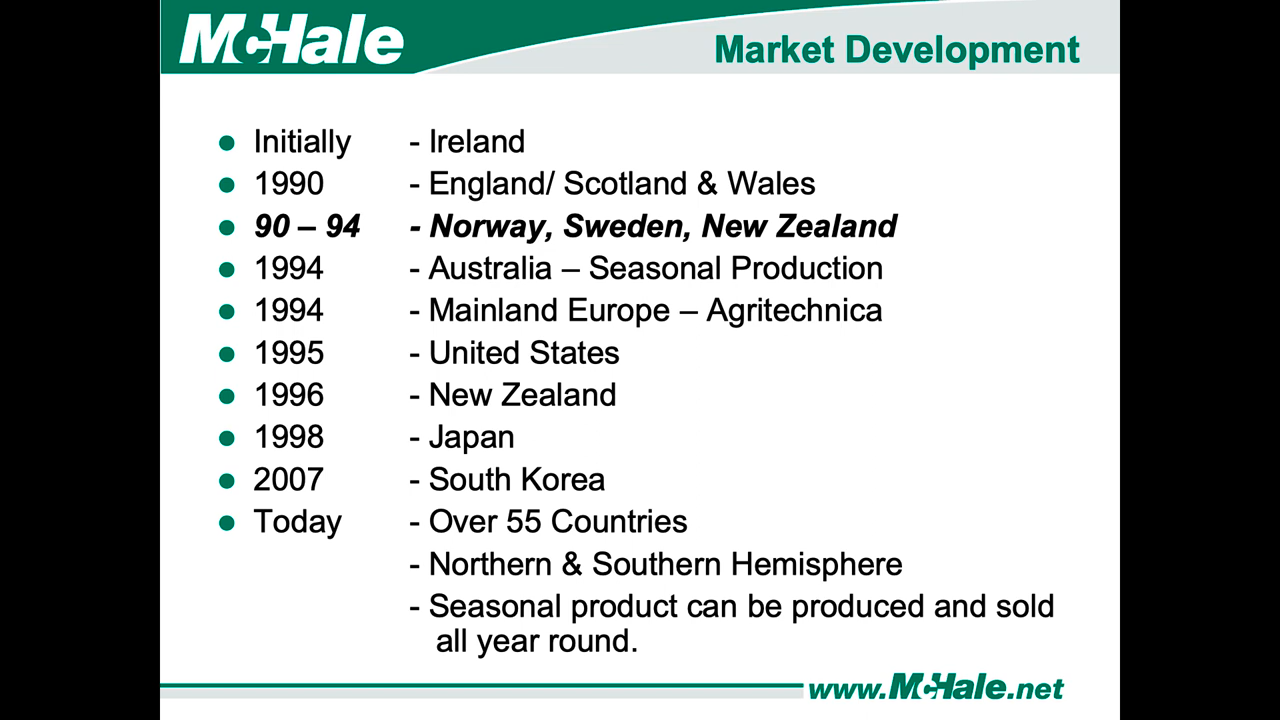 McHale
Market Development
Initially - Ireland
1990 - England/ Scotland & Wales
90 – 94 - Norway, Sweden, New Zealand
1994 - Australia – Seasonal Production
1994 - Mainland Europe – Agritechnica
1995 - United States
1996 - New Zealand
1998 - Japan
2007 - South Korea
Today - Over 55 Countries
- Northern & Southern Hemisphere
- Seasonal product can be produced and sold
all year round.
www.McHale.net